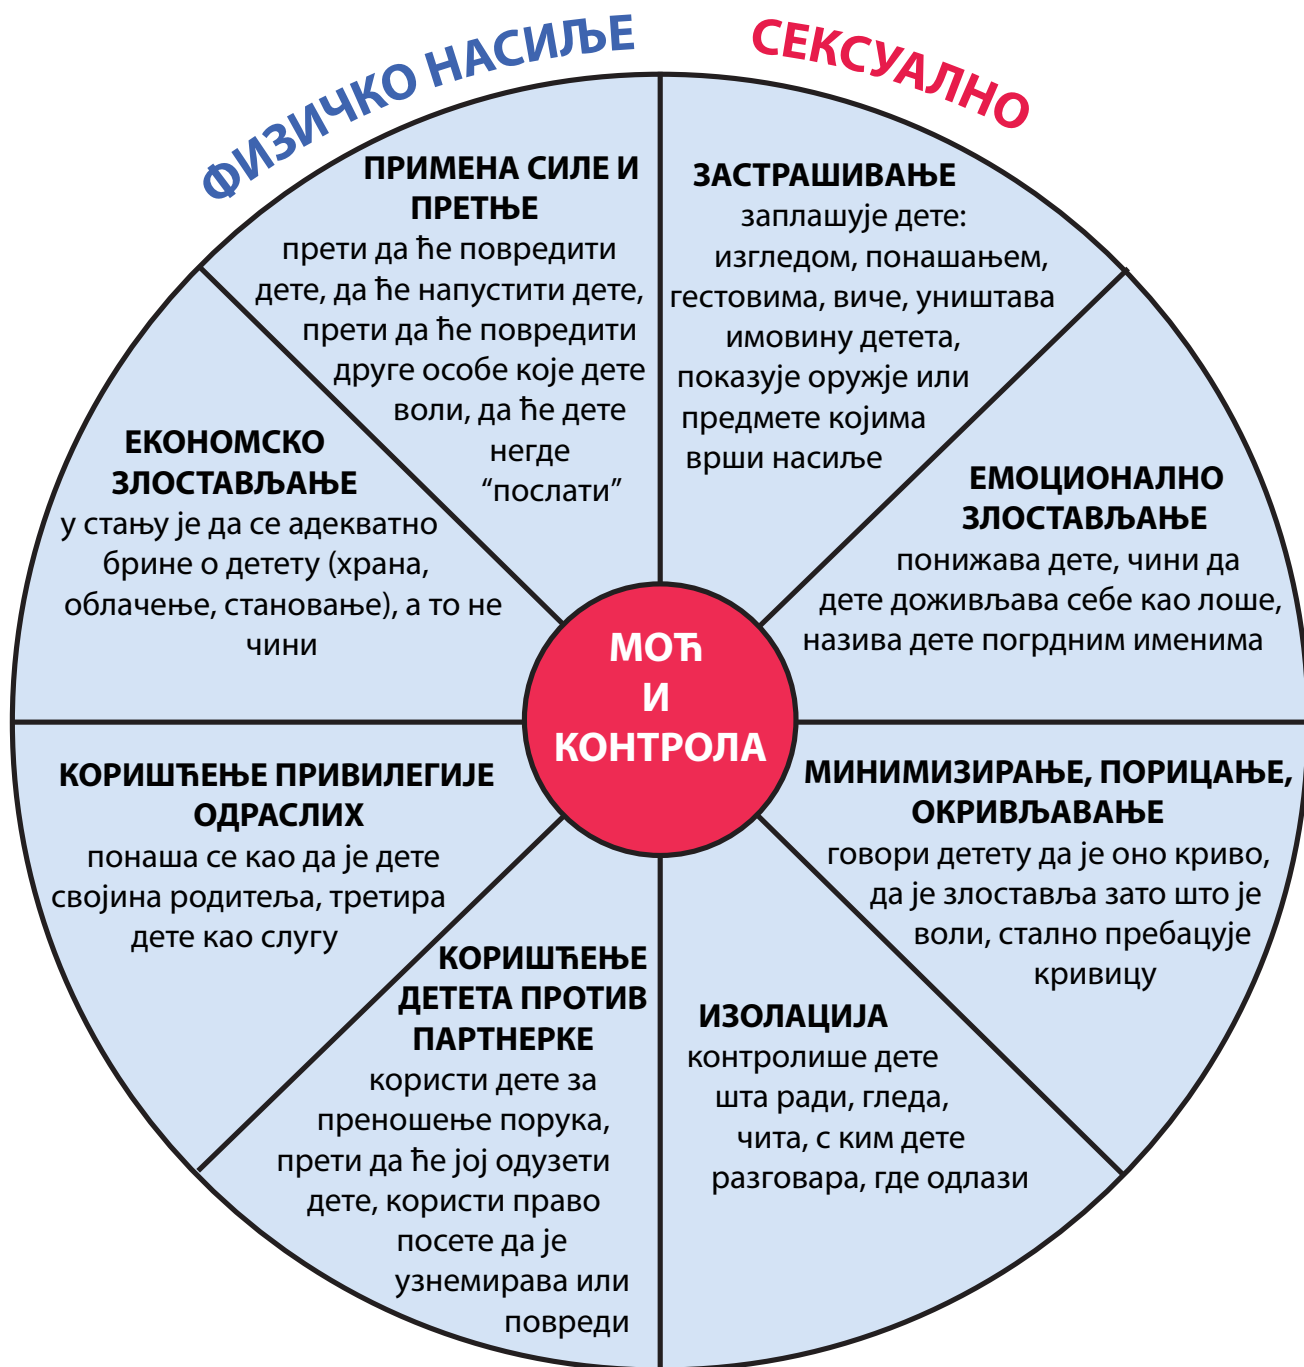 ФИЗИЧКО НАСИЉЕ
СЕКСУАЛНО
ПРИМЕНА СИЛЕ И
ПРЕТЊЕ
прети да ће повредити
дете, да ће напустити дете,
прети да ће повредити
друге особе које дете
воли, да ће дете
негде
“послати”
ЗАСТРАШИВАЊЕ
заплашује дете:
изгледом, понашањем,
гестовима, виче, уништава
имовину детета,
показује оружје или
предмете којима
врши насиље
ЕКОНОМСКО
ЗЛОСТАВЉАЊЕ
у стању је да се адекватно
брине о детету (храна,
облачење, становање), а то не
чини
ЕМОЦИОНАЛНО
ЗЛОСТАВЉАЊЕ
понижава дете, чини да
дете доживљава себе као лоше,
назива дете погрдним именима
МОЋ
И
КОНТРОЛА
КОРИШЋЕЊЕ ПРИВИЛЕГИЈЕ
ОДРАСЛИХ
понаша се као да је дете
својина родитеља, третира
дете као слугу
МИНИМИЗИРАЊЕ, ПОРИЦАЊЕ,
ОКРИВЉАВАЊЕ
говори детету да је оно криво,
да је злоставља зато што је
воли, стално пребацује
кривицу
КОРИШЋЕЊЕ
ДЕТЕТА ПРОТИВ
ПАРТНЕРКЕ
користи дете за
преношење порука,
прети да ће јој одузети
дете, користи право
посете да је
узнемирава или
повреди
ИЗОЛАЦИЈА
контролише дете
шта ради, гледа,
чита, с ким дете
разговара, где одлази